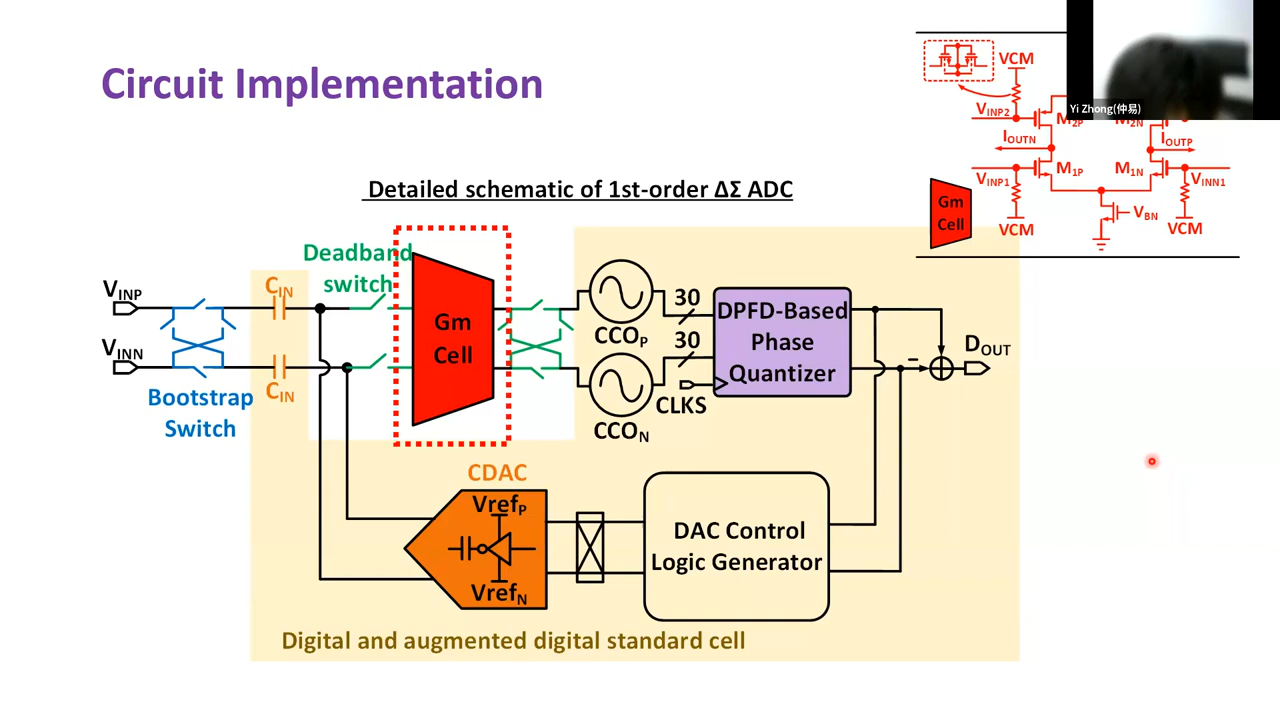 Circuit Implementation
VCM
Yi Zhong(仲易)
VINP2
M2P
M2N
IOUTN
IOUTP
VINP1
M1P
M1N
VINN1
Gm
Cell
VBN
VCM
VCM
Detailed schematic of 1st-order ΔΣ ADC
Deadband
switch
CIN
VINP
VINN
CIN
Bootstrap
Switch
Gm
Cell
CCOP
CCON
30
30
CLKS
DPFD-Based
Phase
Quantizer
DOUT
−
CDAC
VrefP
VrefN
DAC Control
Logic Generator
Digital and augmented digital standard cell